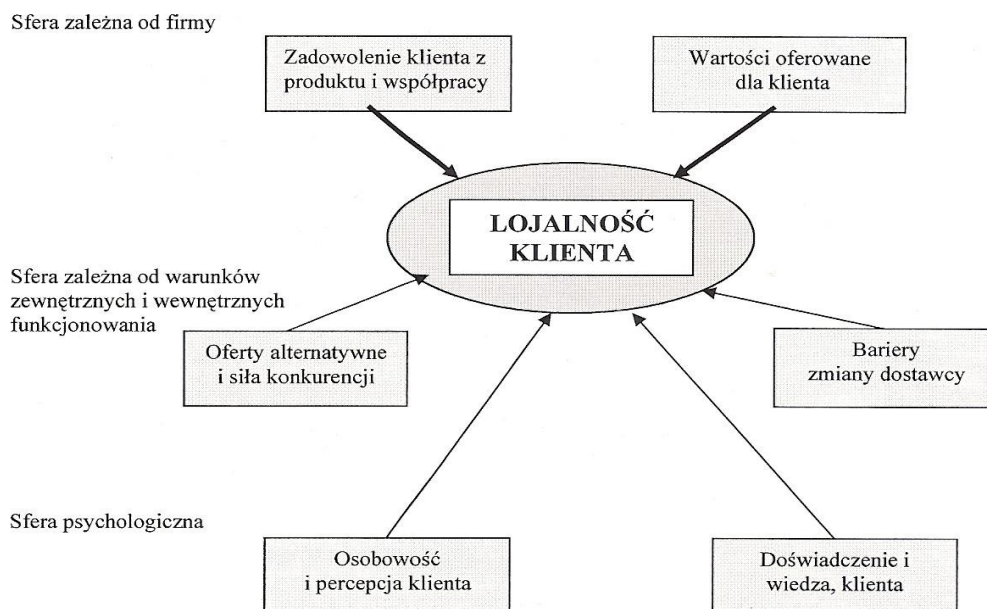 Sfera zależna od firmy
Zadowolenie klienta z
produktu i współpracy
Wartości oferowane
dla klienta
LOJALNOŚĆ
KLIENTA
Sfera zależna od warunków
zewnętrznych i wewnętrznych
funkcjonowania
Oferty alternatywne
i siła konkurencji
Bariery
zmiany dostawcy
Sfera psychologiczna
Osobowość
i percepcja klienta
Doświadczenie i
wiedza, klienta